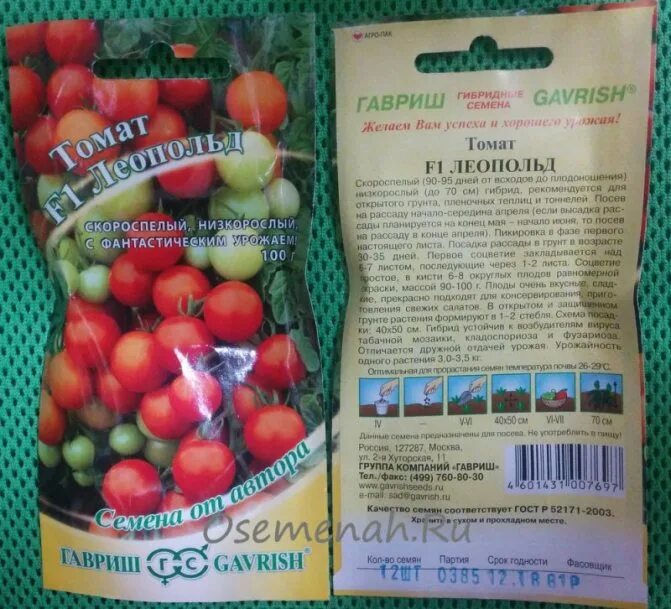 Томат
F1 Леопольд
СКОРОСПЕЛЫЙ, НИЗКОРОСЛЫЙ,
С ФАНТАСТИЧЕСКИМ УРОЖАЕМ!
100 г
Семена от автора
ГАВРИШ ГС GAVRISH®
АГРО-ПАК
ГАВРИШ ГИБРИДНЫЕ СЕМЕНА GAVRISH®
Желаем Вам успеха и хорошего урожая!
Томат
F1 ЛЕОПОЛЬД
Скороспелый (90-95 дней от всходов до плодоношения)
низкорослый (до 70 см) гибрид, рекомендуется для
открытого грунта, пленочных теплиц и тоннелей. Посев
на рассаду начало-середина апреля (если высадка рас-
сады планируется на конец мая – начало июня, то посев
на рассаду в конце апреля). Пикировка в фазе первого
настоящего листа. Посадка рассады в грунт в возрасте
30-35 дней. Первое соцветие закладывается над
6-7 листом, последующие через 1-2 листа. Соцветие
простое, в кисти 6-8 округлых плодов равномерной
окраски, массой 90-100 г. Плоды очень вкусные, слад-
кие, прекрасно подходят для консервирования, приго-
товления свежих салатов. В открытом и защищенном
грунте растения формируют в 1–2 стебля. Схема посад-
ки: 40х50 см. Гибрид устойчив к возбудителям вируса
табачной мозаики, кладоспориоза и фузариоза.
Отличается дружной отдачей урожая. Урожайность
одного растения 3,0-3,5 кг.
Оптимальная для прорастания семян температура почвы 26-29°С.
IV — V-VI 40х50 см VI-VII 70 см
Данные семена предназначены для посева. Не употреблять в пищу!
Россия, 127287, Москва,
ул. 2-я Хуторская, 11
ГРУППА КОМПАНИЙ "ГАВРИШ"
Тел./факс: (499) 760-80-30
www.gavrishseeds.ru
e-mail: sad@gavrish.ru
4601431007697
Качество семян соответствует ГОСТ Р 52171-2003.
Хранить в сухом и прохладном месте.
Кол-во семян Партия Срок годности Фасовщик
12шт 0385 12.18 81Р
Osemenah.Ru